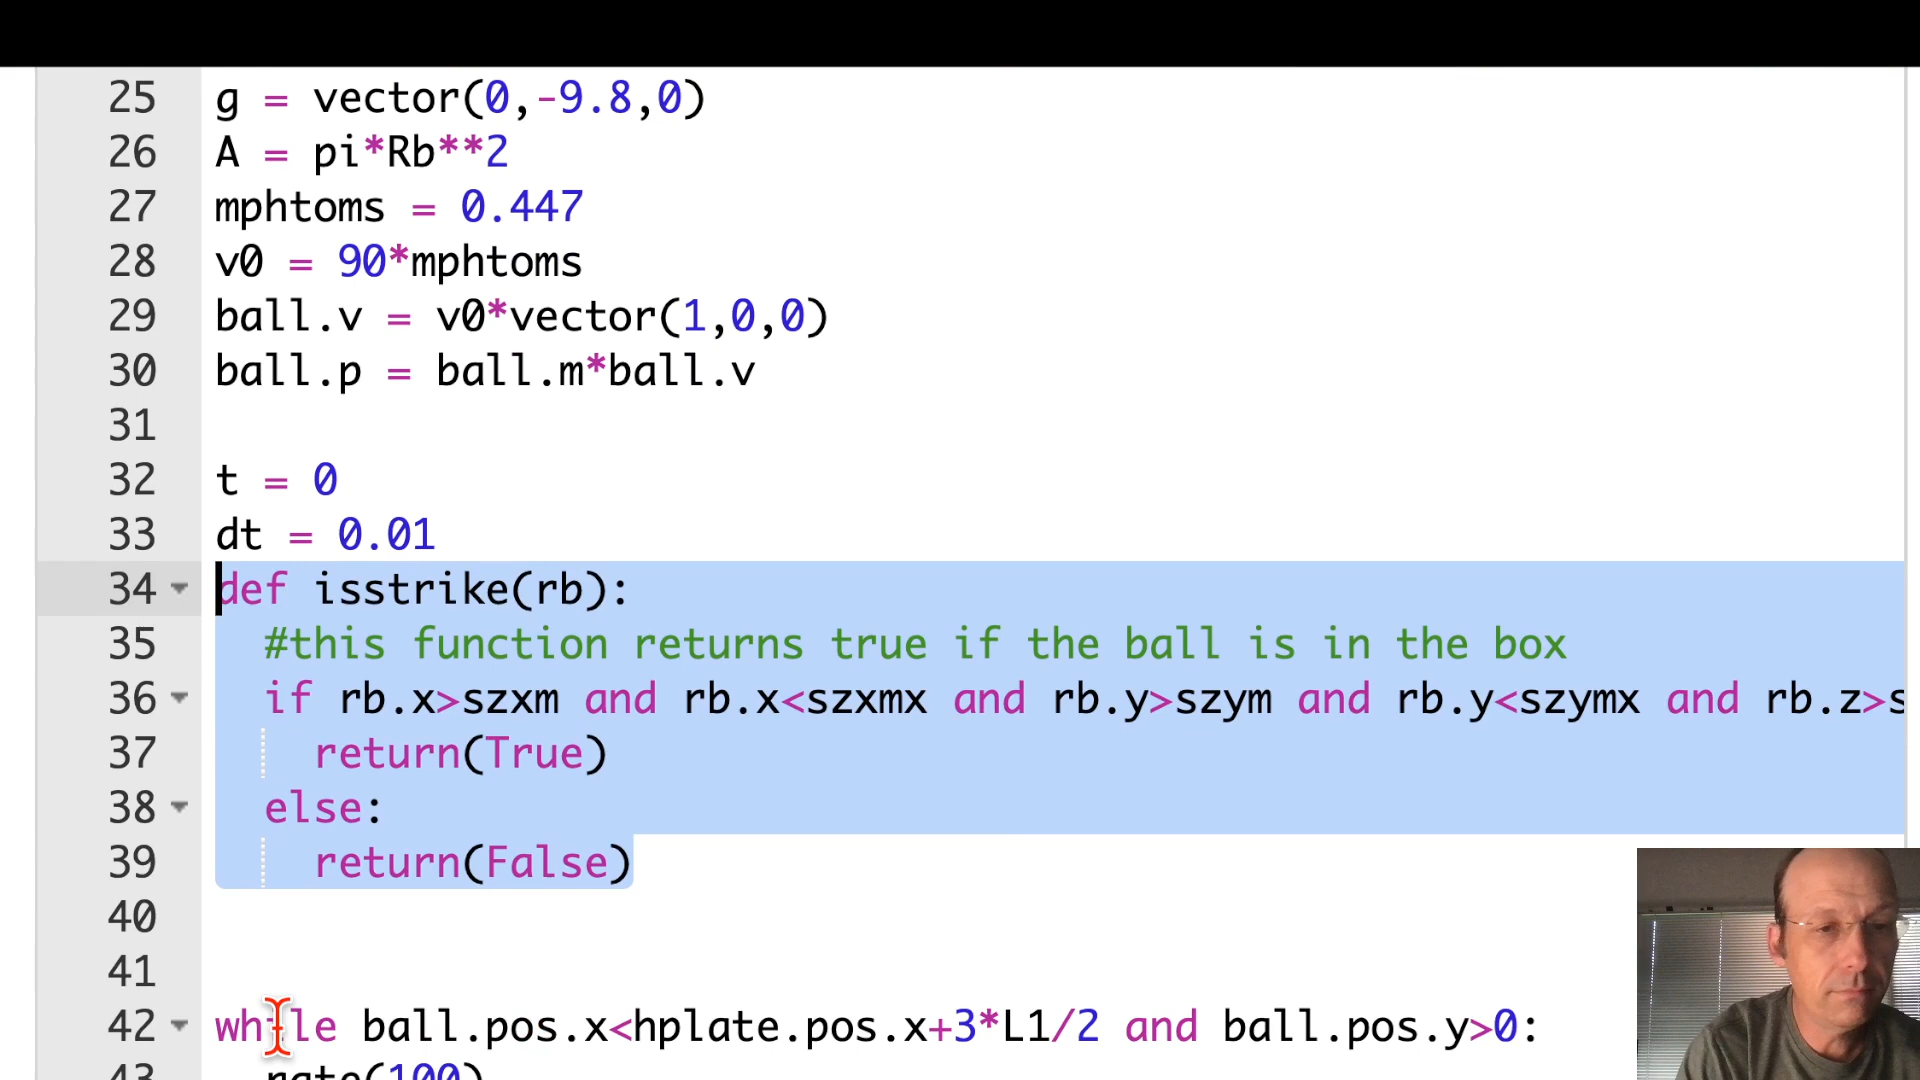 25 g = vector(0,-9.8,0)
26 A = pi*Rb**2
27 mphtoms = 0.447
28 v0 = 90*mphtoms
29 ball.v = v0*vector(1,0,0)
30 ball.p = ball.m*ball.v
31
32 t = 0
33 dt = 0.01
34 def isstrike(rb):
35 #this function returns true if the ball is in the box
36 if rb.x>szxm and rb.x<szxmx and rb.y>szym and rb.y<szymx and rb.z>s
37 return(True)
38 else:
39 return(False)
40
41
42 while ball.pos.x<hplate.pos.x+3*L1/2 and ball.pos.y>0:
43 rate(100)